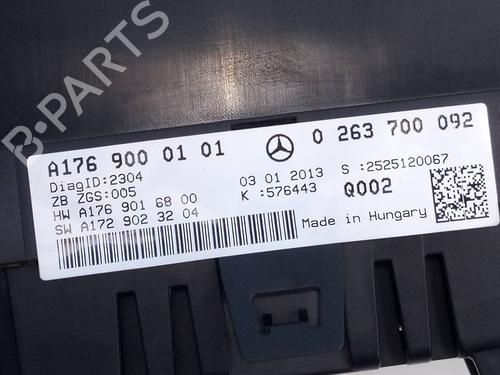 B-PARTS
A176 900 01 01
0 263 700 092
DiagID:2304
ZB ZGS:005
03 01 2013
S :2525120067
HW A176 901 68 00
K :576443
Q002
SW A172 902 32 04
Made in Hungary